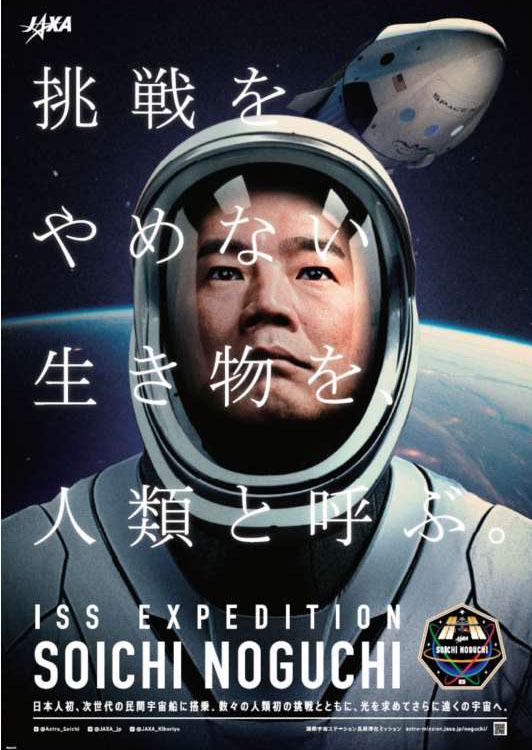 JAXA
SPACEX
挑戦を
やめない
生き物を、
人類と呼ぶ。
ISS EXPEDITION
SOICHI NOGUCHI
JAXA
SOICHI NOGUCHI
日本人初、次世代の民間宇宙船に搭乗。数々の人類初の挑戦とともに、光を求めてさらに遠くの宇宙へ。
@Astro_Soichi @JAXA_jp @JAXA_Kiboriyo 国際宇宙ステーション長期滞在ミッション astro-mission.jaxa.jp/noguchi/